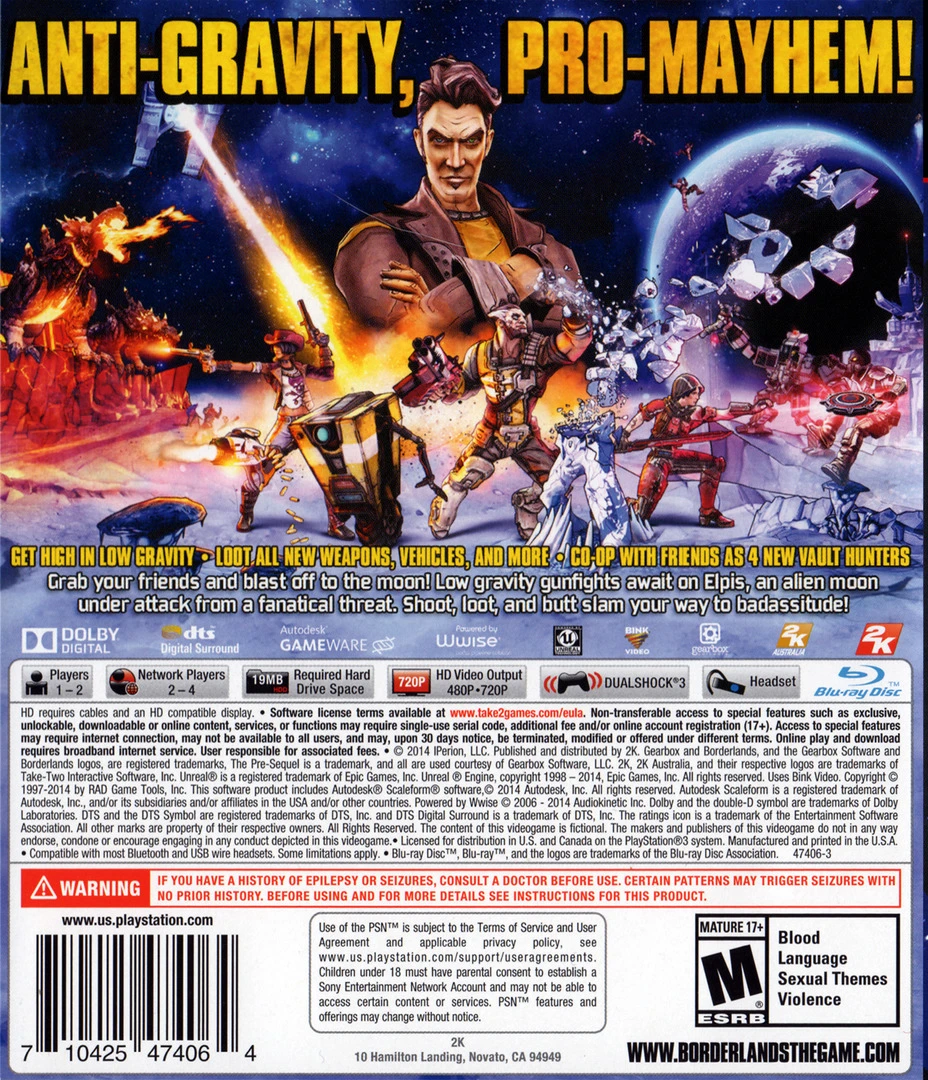 ANTI-GRAVITY, PRO-MAYHEM!
GET HIGH IN LOW GRAVITY • LOOT ALL NEW WEAPONS, VEHICLES, AND MORE • CO-OP WITH FRIENDS AS 4 NEW VAULT HUNTERS
Grab your friends and blast off to the moon! Low gravity gunfights await on Elpis, an alien moon
under attack from a fanatical threat. Shoot, loot, and butt slam your way to badassitude!
DOLBY DIGITAL
dts Digital Surround
Autodesk® GAMEWARE
Powered by Wwise
UNREAL
BINK VIDEO
gearbox
2K AUSTRALIA
2K
Players 1 – 2
Network Players 2 – 4
19MB HDD Required Hard Drive Space
720P HD Video Output 480P • 720P
DUALSHOCK®3
Headset
Blu-ray Disc™
HD requires cables and an HD compatible display. • Software license terms available at www.take2games.com/eula. Non-transferable access to special features such as exclusive,
unlockable, downloadable or online content, services, or functions may require single-use serial code, additional fee and/or online account registration (17+). Access to special features
may require internet connection, may not be available to all users, and may, upon 30 days notice, be terminated, modified or offered under different terms. Online play and download
requires broadband internet service. User responsible for associated fees. • © 2014 IPerion, LLC. Published and distributed by 2K. Gearbox and Borderlands, and the Gearbox Software and
Borderlands logos, are registered trademarks, The Pre-Sequel is a trademark, and all are used courtesy of Gearbox Software, LLC. 2K, 2K Australia, and their respective logos are trademarks of
Take-Two Interactive Software, Inc. Unreal® is a registered trademark of Epic Games, Inc. Unreal ® Engine, copyright 1998 – 2014, Epic Games, Inc. All rights reserved. Uses Bink Video. Copyright ©
1997-2014 by RAD Game Tools, Inc. This software product includes Autodesk® Scaleform® software,© 2014 Autodesk, Inc. All rights reserved. Autodesk Scaleform is a registered trademark of
Autodesk, Inc., and/or its subsidiaries and/or affiliates in the USA and/or other countries. Powered by Wwise © 2006 - 2014 Audiokinetic Inc. Dolby and the double-D symbol are trademarks of Dolby
Laboratories. DTS and the DTS Symbol are registered trademarks of DTS, Inc. and DTS Digital Surround is a trademark of DTS, Inc. The ratings icon is a trademark of the Entertainment Software
Association. All other marks are property of their respective owners. All Rights Reserved. The content of this videogame is fictional. The makers and publishers of this videogame do not in any way
endorse, condone or encourage engaging in any conduct depicted in this videogame.• Licensed for distribution in U.S. and Canada on the PlayStation®3 system. Manufactured and printed in the U.S.A.
• Compatible with most Bluetooth and USB wire headsets. Some limitations apply. • Blu-ray Disc™, Blu-ray™, and the logos are trademarks of the Blu-ray Disc Association. 47406-3
WARNING
IF YOU HAVE A HISTORY OF EPILEPSY OR SEIZURES, CONSULT A DOCTOR BEFORE USE. CERTAIN PATTERNS MAY TRIGGER SEIZURES WITH
NO PRIOR HISTORY. BEFORE USING AND FOR MORE DETAILS SEE INSTRUCTIONS FOR THIS PRODUCT.
www.us.playstation.com
7 10425 47406 4
Use of the PSN™ is subject to the Terms of Service and User
Agreement and applicable privacy policy, see
www.us.playstation.com/support/useragreements.
Children under 18 must have parental consent to establish a
Sony Entertainment Network Account and may not be able to
access certain content or services. PSN™ features and
offerings may change without notice.
2K
10 Hamilton Landing, Novato, CA 94949
MATURE 17+
M®
ESRB
Blood
Language
Sexual Themes
Violence
WWW.BORDERLANDSTHEGAME.COM